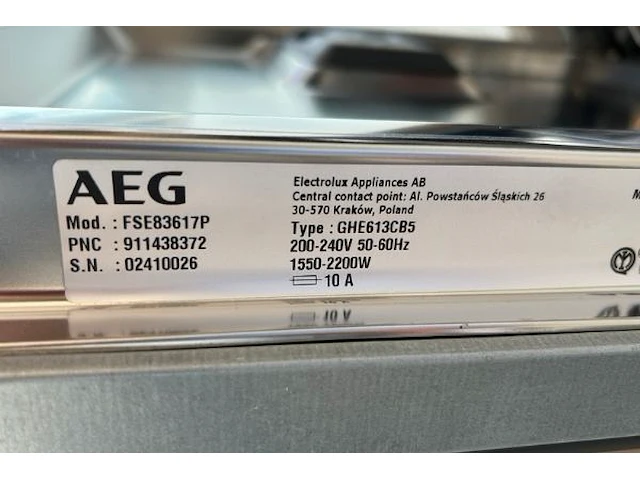 AEG
Mod. : FSE83617P
PNC : 911438372
S.N. : 02410026
Electrolux Appliances AB
Central contact point: Al. Powstańców Śląskich 26
30-570 Kraków, Poland
Type : GHE613CB5
200-240V 50-60Hz
1550-2200W
10 A
M